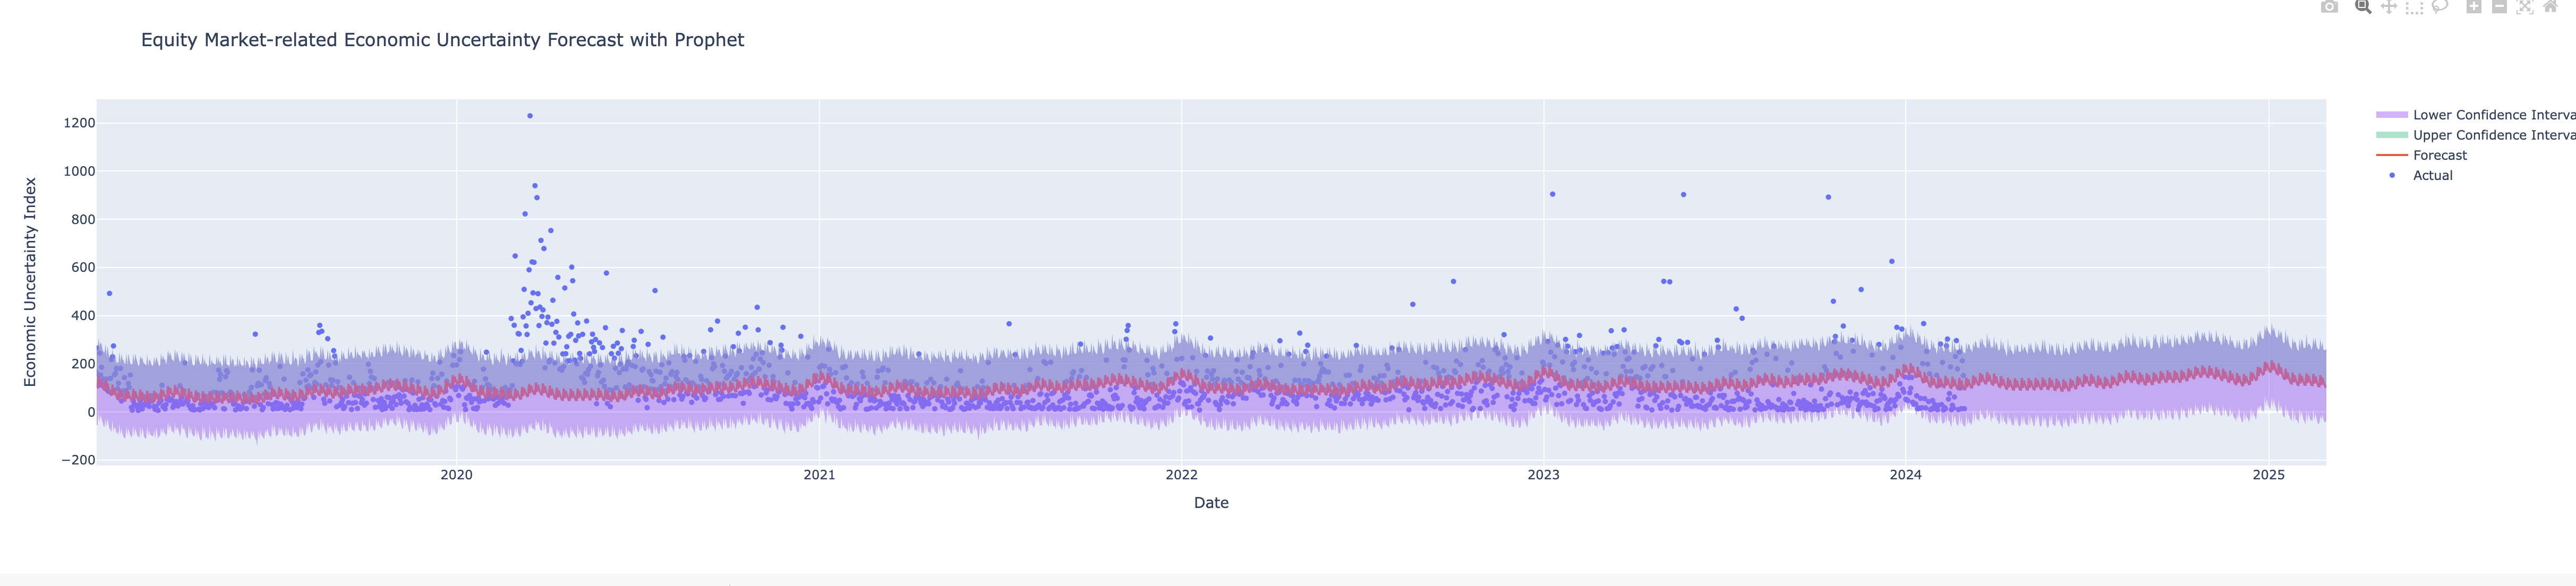 Equity Market-related Economic Uncertainty Forecast with Prophet
Economic Uncertainty Index
1200
1000
800
600
400
200
0
−200
2020
2021
2022
2023
2024
2025
Date
Lower Confidence Interva
Upper Confidence Interva
Forecast
Actual